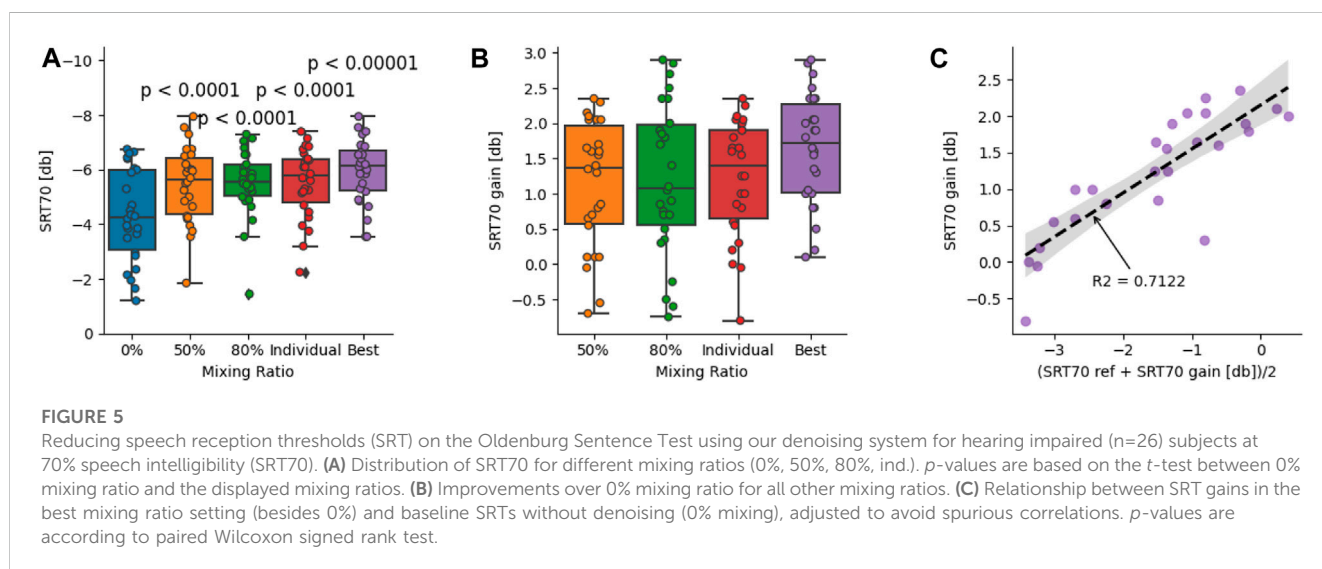 A
−10
−8
−6
−4
−2
0
SRT70 [db]
p < 0.00001
p < 0.0001
p < 0.0001
p < 0.0001
0%
50%
80%
Individual
Best
Mixing Ratio
B
3.0
2.5
2.0
1.5
1.0
0.5
0.0
−0.5
SRT70 gain [db]
50%
80%
Individual
Best
Mixing Ratio
C
2.5
2.0
1.5
1.0
0.5
0.0
−0.5
SRT70 gain [db]
R2 = 0.7122
−3
−2
−1
0
(SRT70 ref + SRT70 gain [db])/2
FIGURE 5
Reducing speech reception thresholds (SRT) on the Oldenburg Sentence Test using our denoising system for hearing impaired (n=26) subjects at
70% speech intelligibility (SRT70). (A) Distribution of SRT70 for different mixing ratios (0%, 50%, 80%, ind.). p-values are based on the t-test between 0%
mixing ratio and the displayed mixing ratios. (B) Improvements over 0% mixing ratio for all other mixing ratios. (C) Relationship between SRT gains in the
best mixing ratio setting (besides 0%) and baseline SRTs without denoising (0% mixing), adjusted to avoid spurious correlations. p-values are
according to paired Wilcoxon signed rank test.